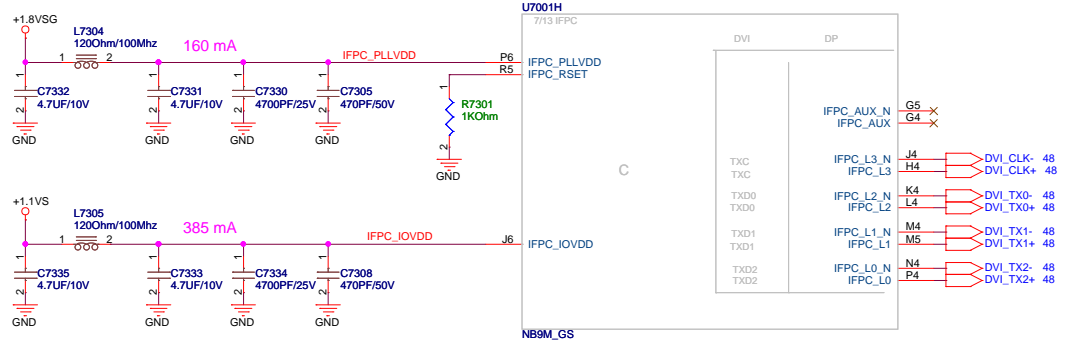 U7001H
7/13 IFPC
+1.8VSG
L7304
120Ohm/100Mhz
1 2
160 mA
IFPC_PLLVDD
P6
IFPC_PLLVDD
R5
IFPC_RSET
DVI
DP
1
C7332
4.7UF/10V
2
GND
1
C7331
4.7UF/10V
2
GND
1
C7330
4700PF/25V
2
GND
1
C7305
470PF/50V
2
GND
1
R7301
1KOhm
2
GND
IFPC_AUX_N
G5
IFPC_AUX
G4
C
TXC
IFPC_L3_N
J4
DVI_CLK- 48
TXC
IFPC_L3
H4
DVI_CLK+ 48
TXD0
IFPC_L2_N
K4
DVI_TX0- 48
TXD0
IFPC_L2
L4
DVI_TX0+ 48
TXD1
IFPC_L1_N
M4
DVI_TX1- 48
TXD1
IFPC_L1
M5
DVI_TX1+ 48
TXD2
IFPC_L0_N
N4
DVI_TX2- 48
TXD2
IFPC_L0
P4
DVI_TX2+ 48
+1.1VS
L7305
120Ohm/100Mhz
1 2
385 mA
IFPC_IOVDD
J6
IFPC_IOVDD
1
C7335
4.7UF/10V
2
GND
1
C7333
4.7UF/10V
2
GND
1
C7334
4700PF/25V
2
GND
1
C7308
470PF/50V
2
GND
NB9M_GS